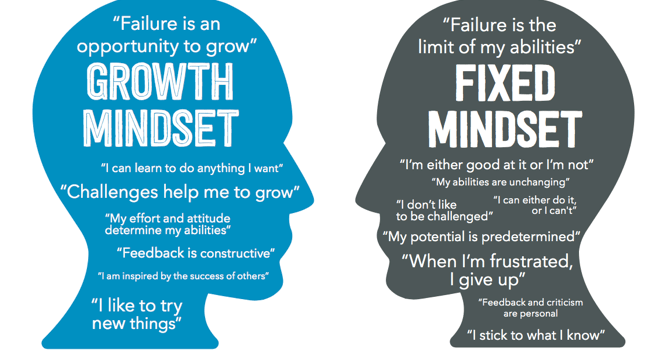 “Failure is an
opportunity to grow”
GROWTH
MINDSET
“I can learn to do anything I want”
“Challenges help me to grow”
“My effort and attitude
determine my abilities”
“Feedback is constructive”
“I am inspired by the success of others”
“I like to try
new things”
“Failure is the
limit of my abilities”
FIXED
MINDSET
“I’m either good at it or I’m not”
“My abilities are unchanging”
“I don’t like
to be challenged”
“I can either do it,
or I can't”
“My potential is predetermined”
“When I’m frustrated,
I give up”
“Feedback and criticism
are personal
“I stick to what I know”